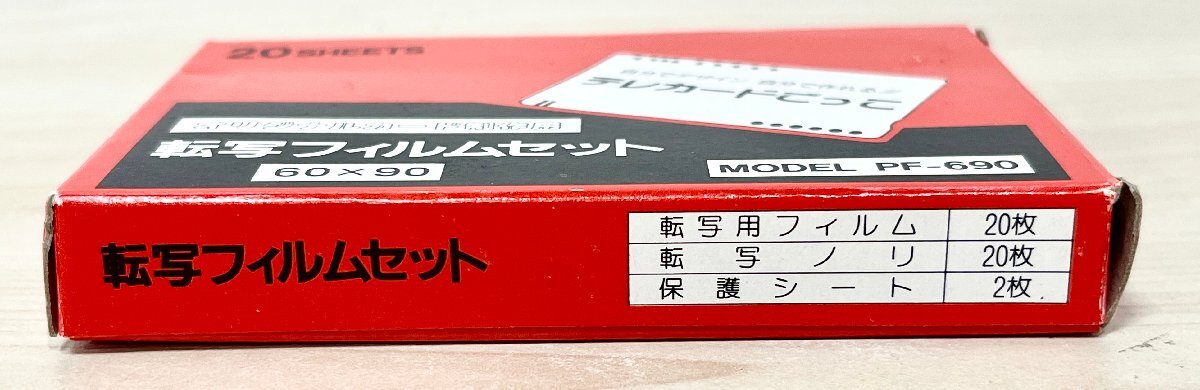 20 SHEETS
テレカードごっこ
転写フィルムセット
60×90
MODEL PF-690
転写フィルムセット
転写用フィルム 20枚
転写ノリ 20枚
保護シート 2枚